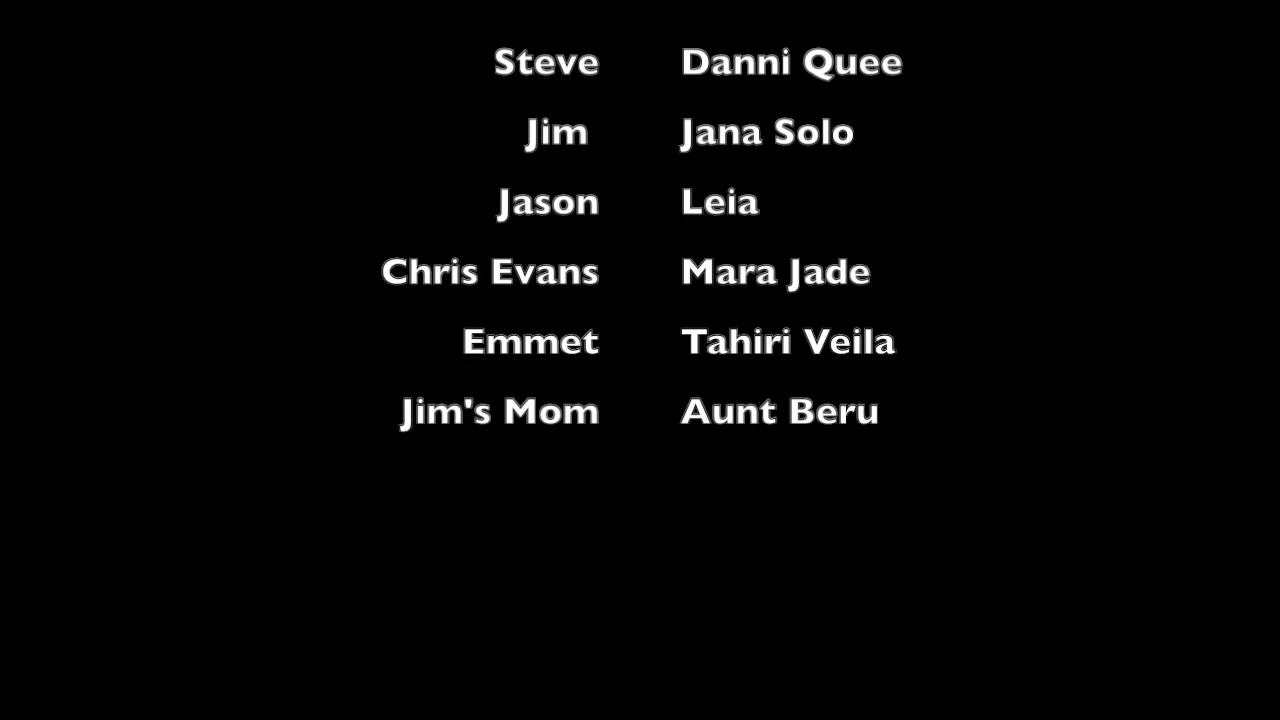 Steve Danni Quee
Jim Jana Solo
Jason Leia
Chris Evans Mara Jade
Emmet Tahiri Veila
Jim's Mom Aunt Beru